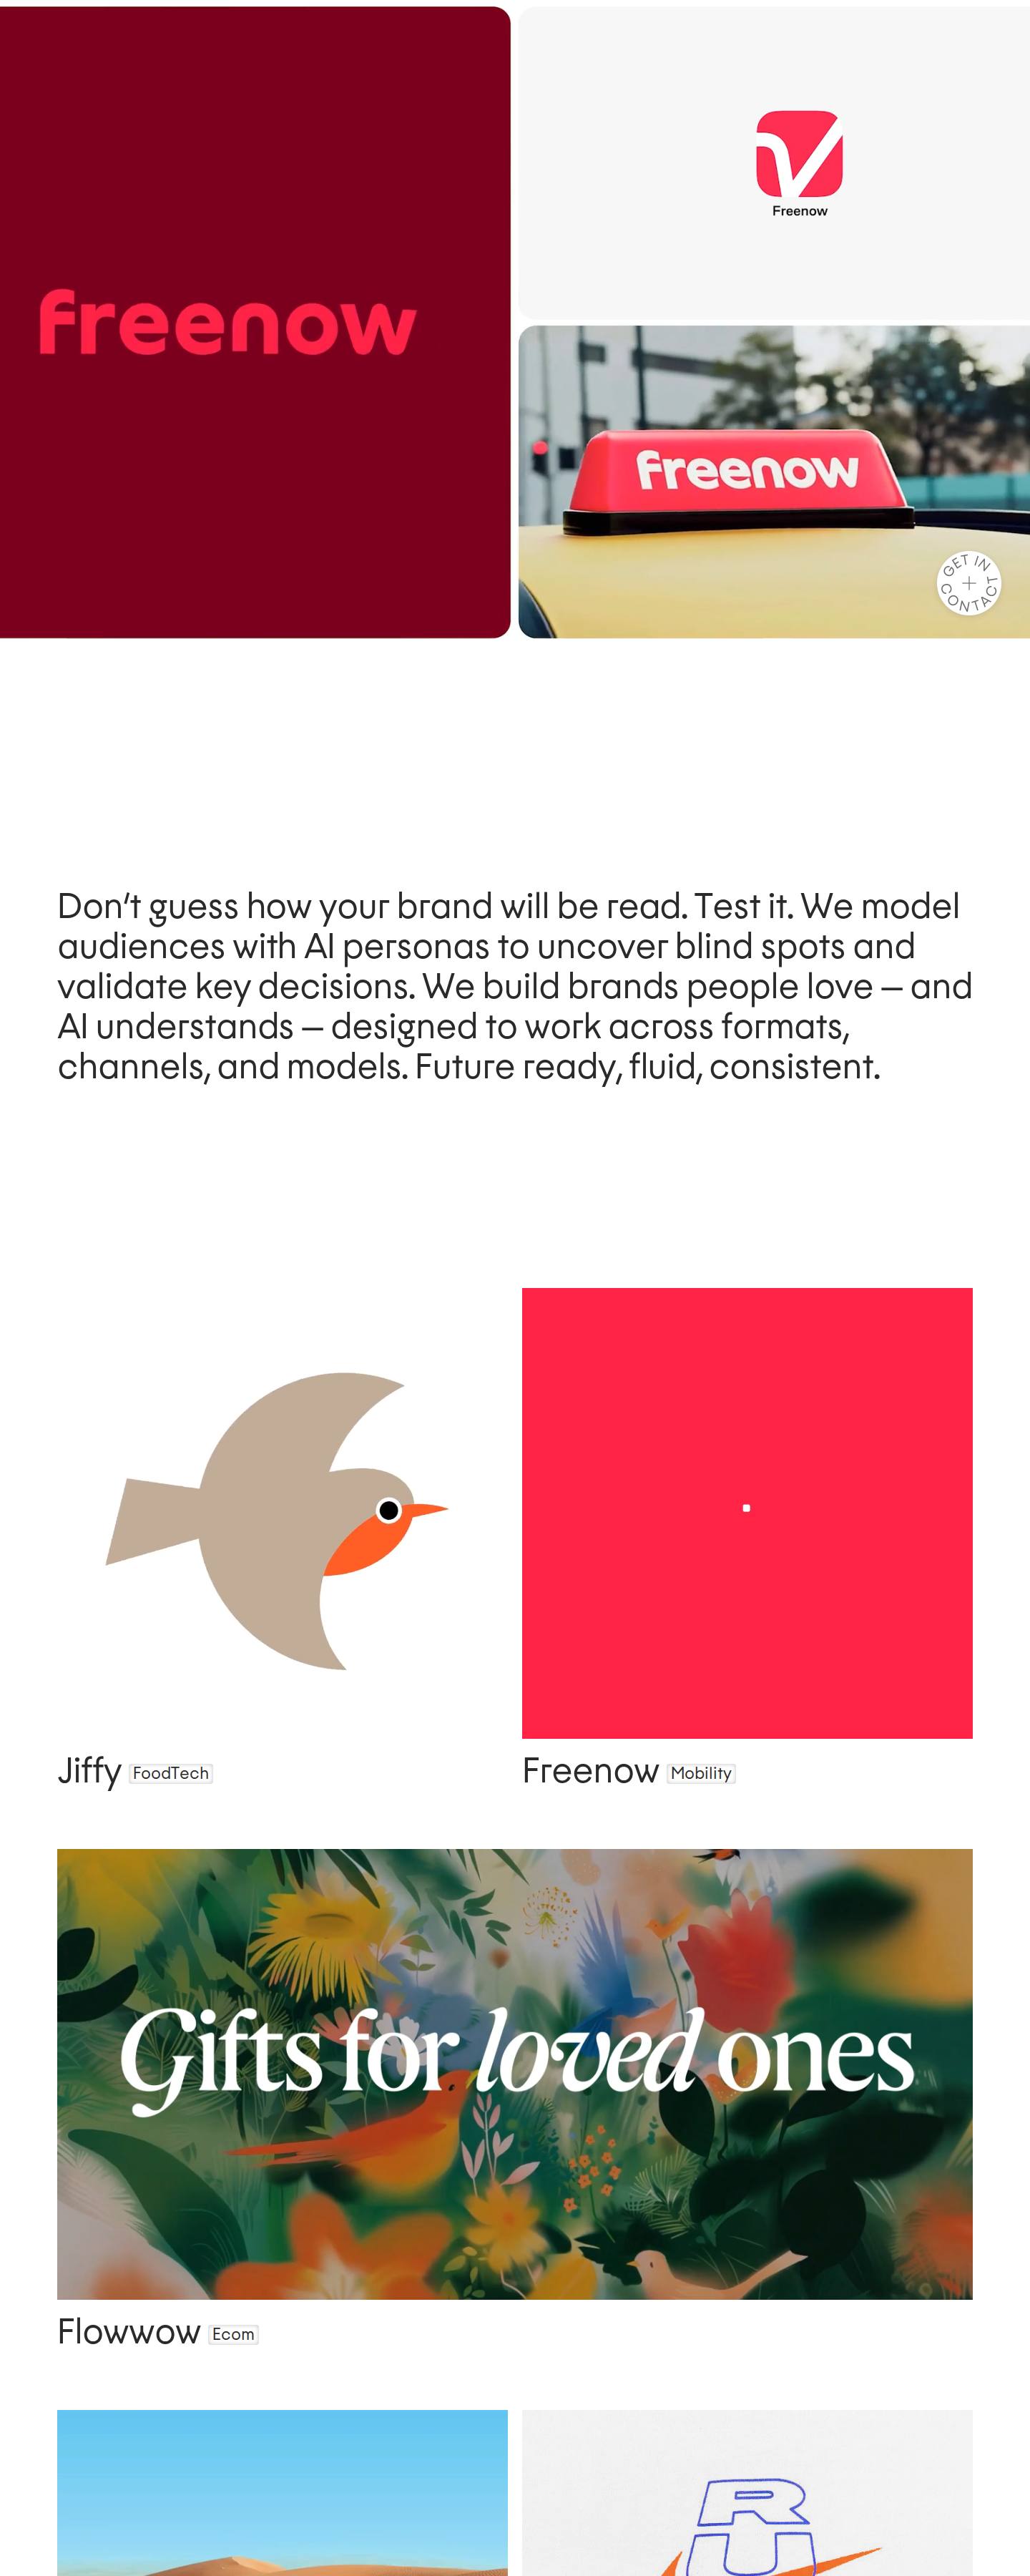 freenow
Freenow
freenow
GET IN CONTACT
Don’t guess how your brand will be read. Test it. We model
audiences with AI personas to uncover blind spots and
validate key decisions. We build brands people love — and
AI understands — designed to work across formats,
channels, and models. Future ready, fluid, consistent.
Jiffy FoodTech
Freenow Mobility
Gifts for loved ones
Flowwow Ecom
R
U